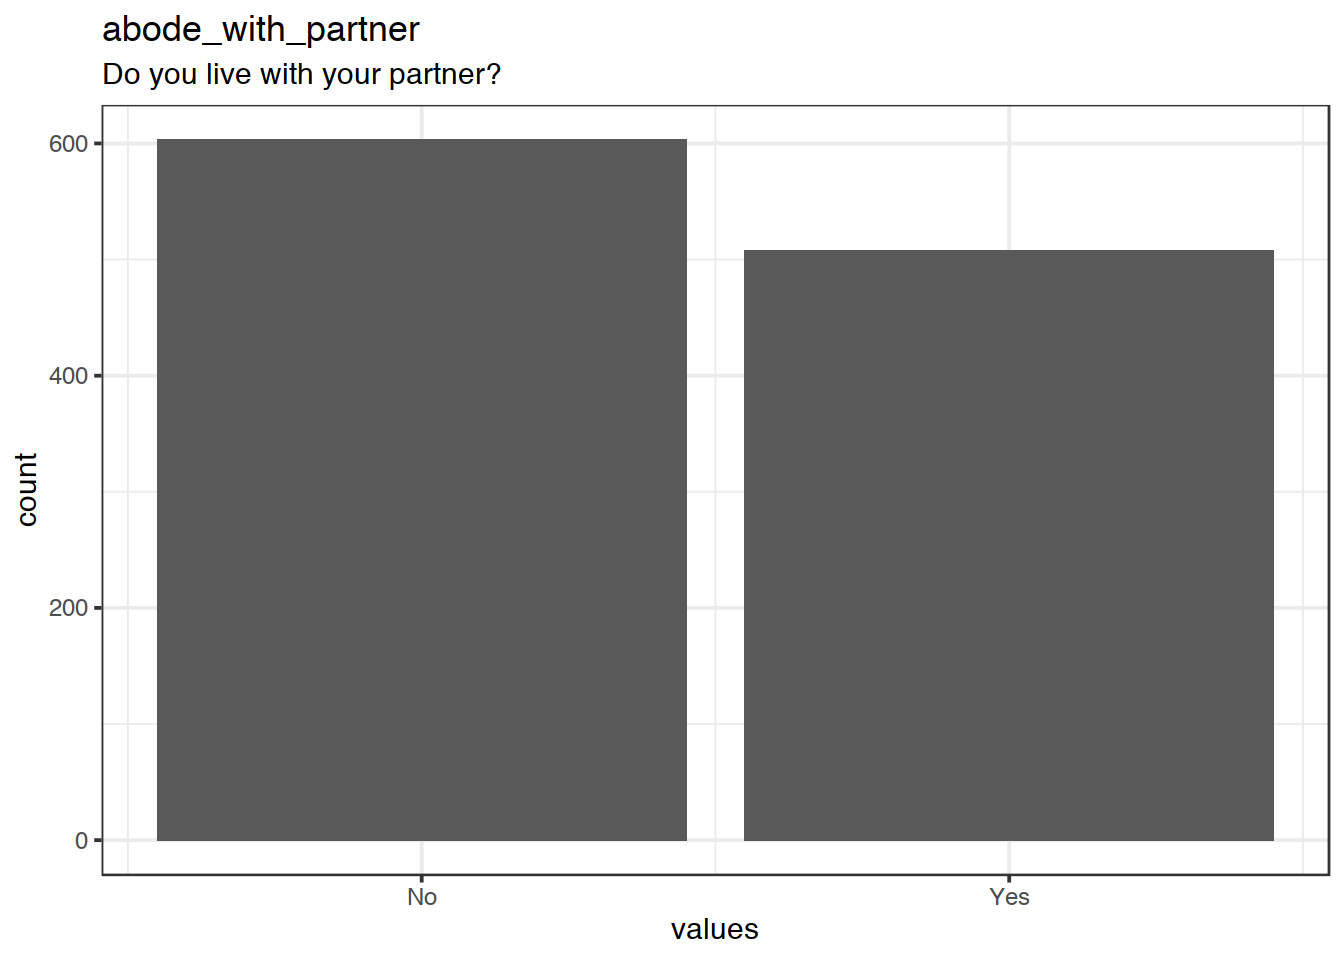 abode_with_partner
Do you live with your partner?
600
400
200
0
count
No Yes
values